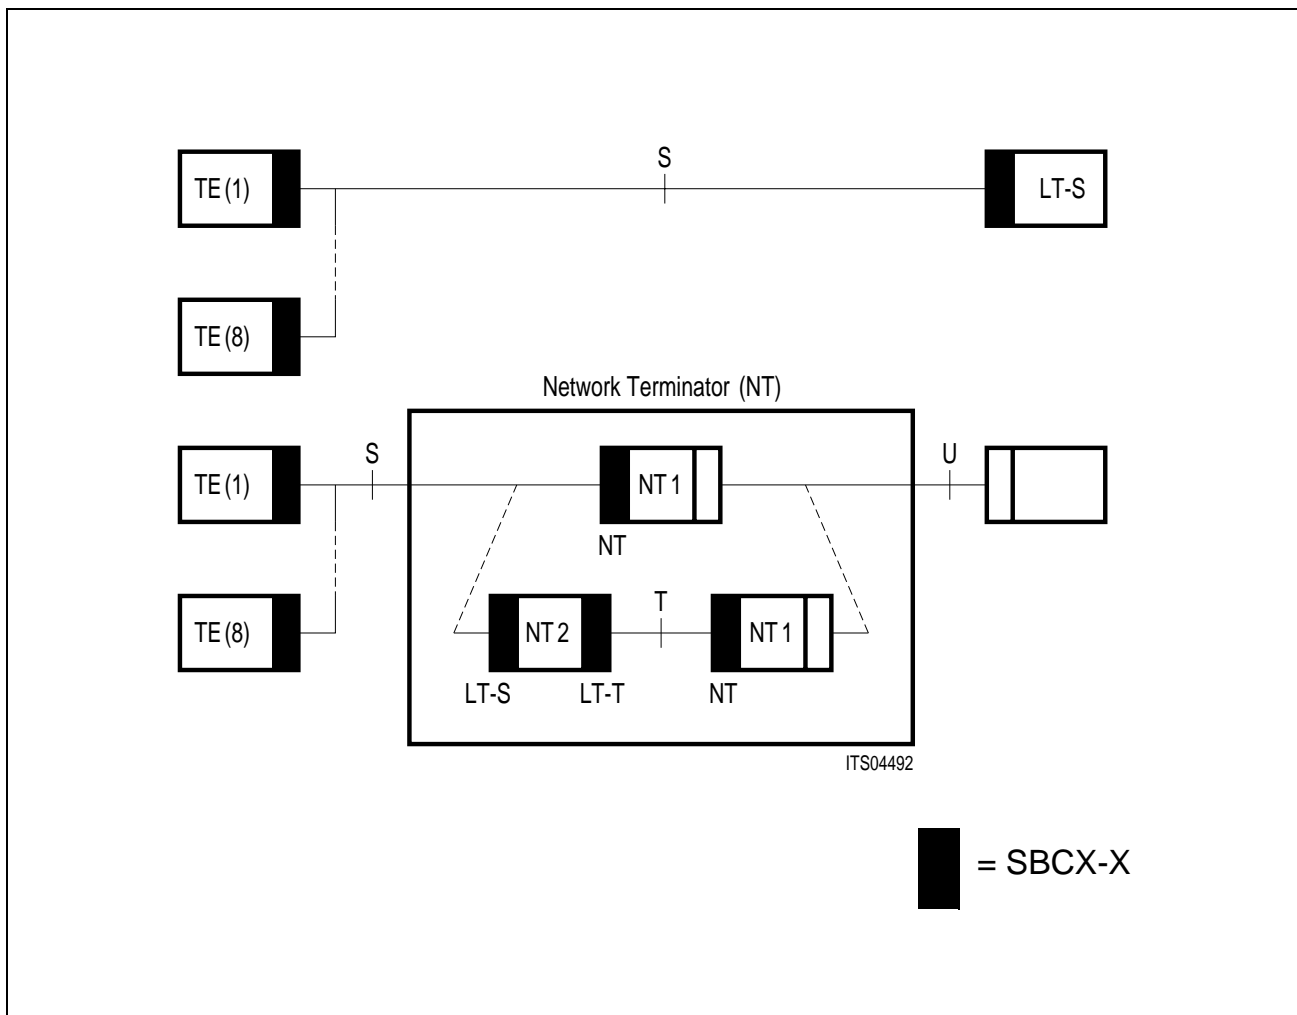 S
TE (1)
LT-S
TE (8)
Network Terminator (NT)
TE (1)
S
NT 1
U
NT
TE (8)
NT 2
T
NT 1
LT-S
LT-T
NT
ITS04492
= SBCX-X